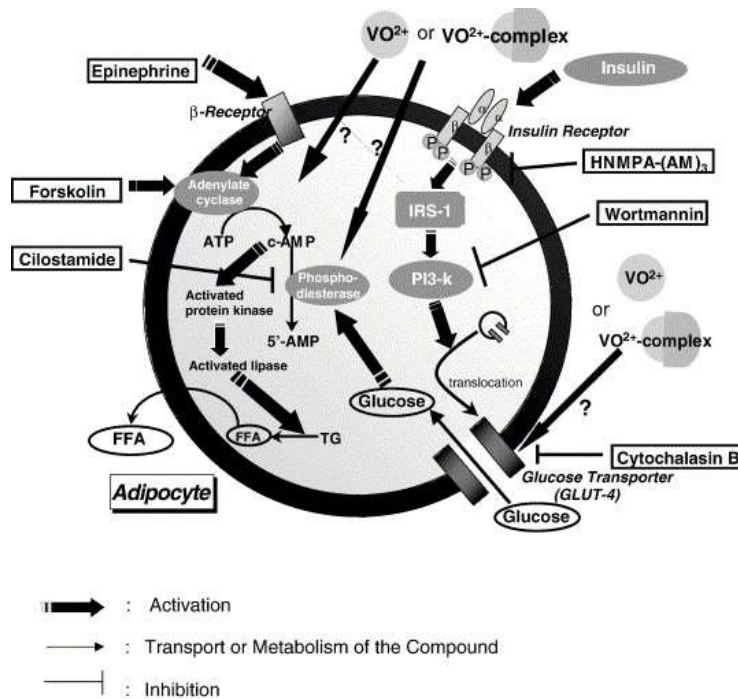 VO²⁺ or VO²⁺-complex
Epinephrine
Insulin
β-Receptor
α
α
β
β
P
P
P
P
Insulin Receptor
?
?
HNMPA-(AM)₃
Forskolin
Adenylate
cyclase
IRS-1
Wortmannin
ATP
c-AMP
Cilostamide
Phospho-
diesterase
PI3-k
VO²⁺
or
VO²⁺-complex
Activated
protein kinase
5'-AMP
Activated lipase
translocation
Glucose
?
FFA
FFA
TG
Cytochalasin B
Adipocyte
Glucose Transporter
(GLUT-4)
Glucose
: Activation
: Transport or Metabolism of the Compound
: Inhibition